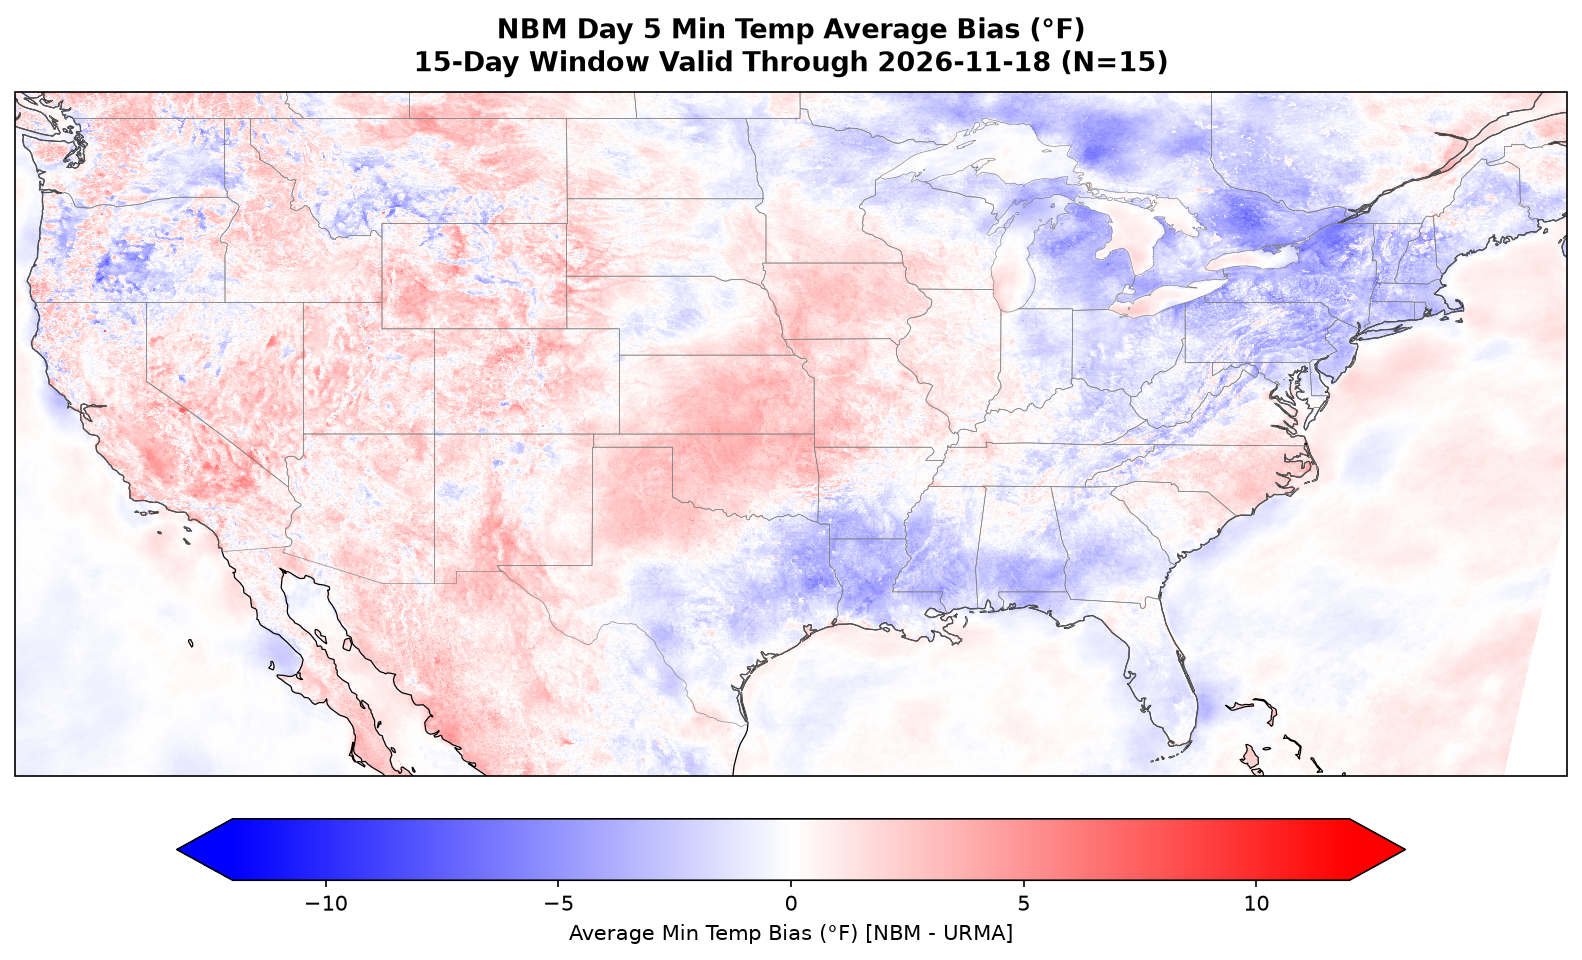 NBM Day 5 Min Temp Average Bias (°F)
15-Day Window Valid Through 2026-11-18 (N=15)
−10 −5 0 5 10
Average Min Temp Bias (°F) [NBM - URMA]